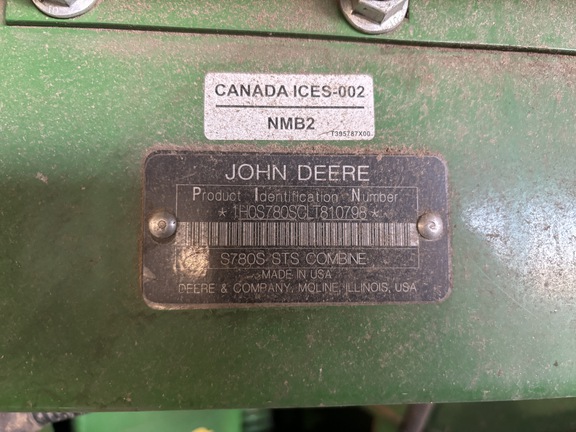 CANADA ICES-002
NMB2
T395787X00
JOHN DEERE
Product Identification Number
*1H0S780SCLT810798*
S780S STS COMBINE
MADE IN USA
DEERE & COMPANY, MOLINE, ILLINOIS, USA